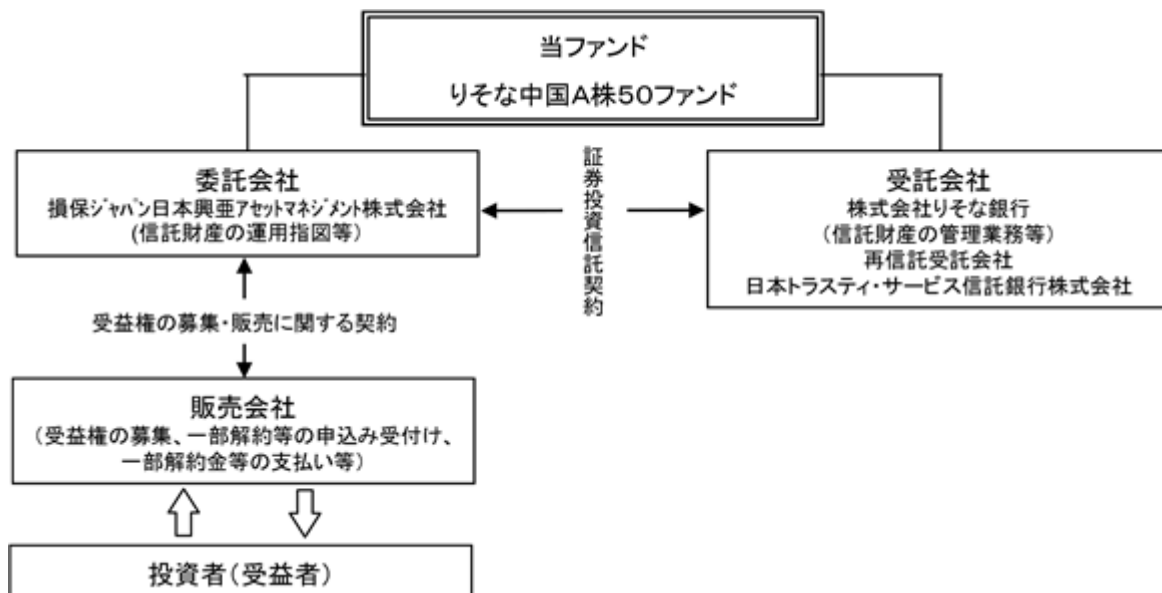 当ファンド
りそな中国A株50ファンド
委託会社
損保ジャパン日本興亜アセットマネジメント株式会社
(信託財産の運用指図等)
証券投資信託契約
受託会社
株式会社りそな銀行
(信託財産の管理業務等)
再信託受託会社
日本トラスティ・サービス信託銀行株式会社
受益権の募集・販売に関する契約
販売会社
(受益権の募集、一部解約等の申込み受付け、
一部解約金等の支払い等)
投資者(受益者)